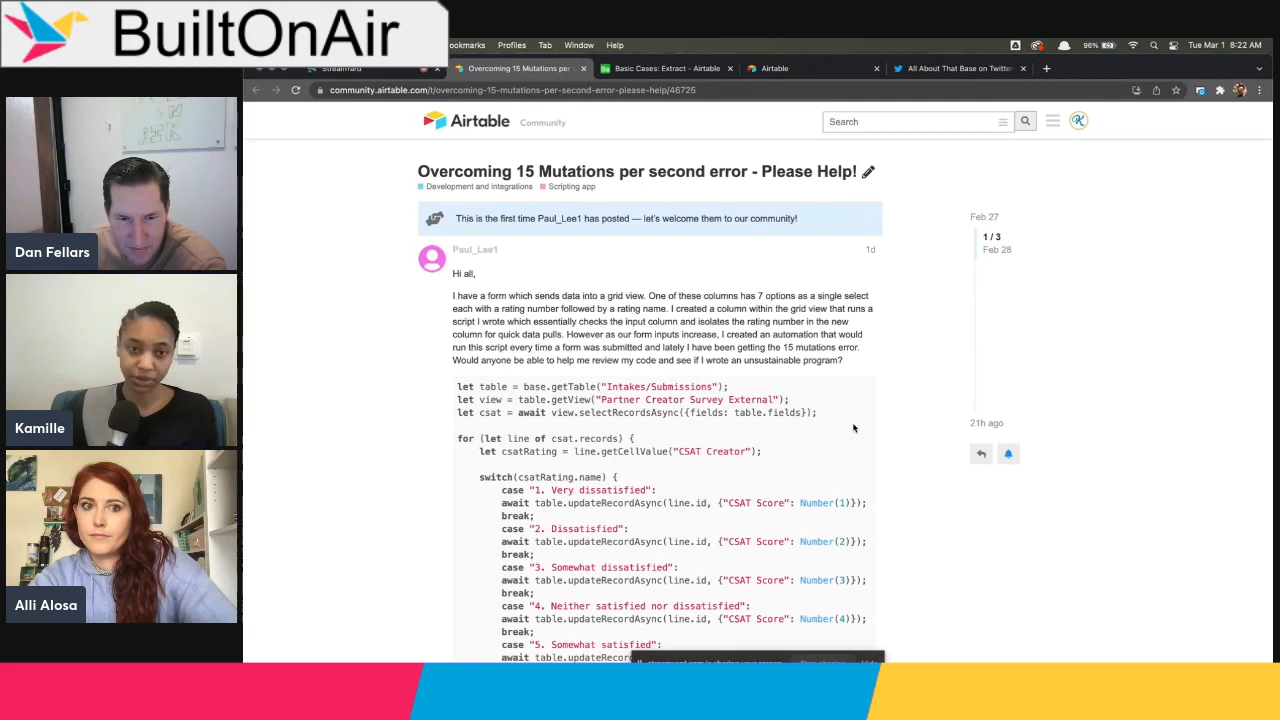 BuiltOnAir
ookmarks Profiles Tab Window Help
96% Tue Mar 1 8:22 AM
Overcoming 15 Mutations per s
Basic Cases: Extract - Airtable
Airtable
All About That Base on Twitter
community.airtable.com/t/overcoming-15-mutations-per-second-error-please-help/46725
Airtable Community
Search
Overcoming 15 Mutations per second error - Please Help!
Development and integrations Scripting app
This is the first time Paul_Lee1 has posted — let's welcome them to our community!
Paul_Lee1 1d
Hi all,
I have a form which sends data into a grid view. One of these columns has 7 options as a single select
each with a rating number followed by a rating name. I created a column within the grid view that runs a
script I wrote which essentially checks the input column and isolates the rating number in the new
column for quick data pulls. However as our form inputs increase, I created an automation that would
run this script every time a form was submitted and lately I have been getting the 15 mutations error.
Would anyone be able to help me review my code and see if I wrote an unsustainable program?
let table = base.getTable("Intakes/Submissions");
let view = table.getView("Partner Creator Survey External");
let csat = await view.selectRecordsAsync({fields: table.fields});
for (let line of csat.records) {
let csatRating = line.getCellValue("CSAT Creator");
switch(csatRating.name) {
case "1. Very dissatisfied":
await table.updateRecordAsync(line.id, {"CSAT Score": Number(1)});
break;
case "2. Dissatisfied":
await table.updateRecordAsync(line.id, {"CSAT Score": Number(2)});
break;
case "3. Somewhat dissatisfied:
await table.updateRecordAsync(line.id, {"CSAT Score": Number(3)});
break;
case "4. Neither satisfied nor dissatisfied":
await table.updateRecordAsync(line.id, {"CSAT Score": Number(4)});
break;
case "5. Somewhat satisfied:
await table.updateRecord
Feb 27
1 / 3
Feb 28
21h ago
Dan Fellars
Kamille
Alli Alosa